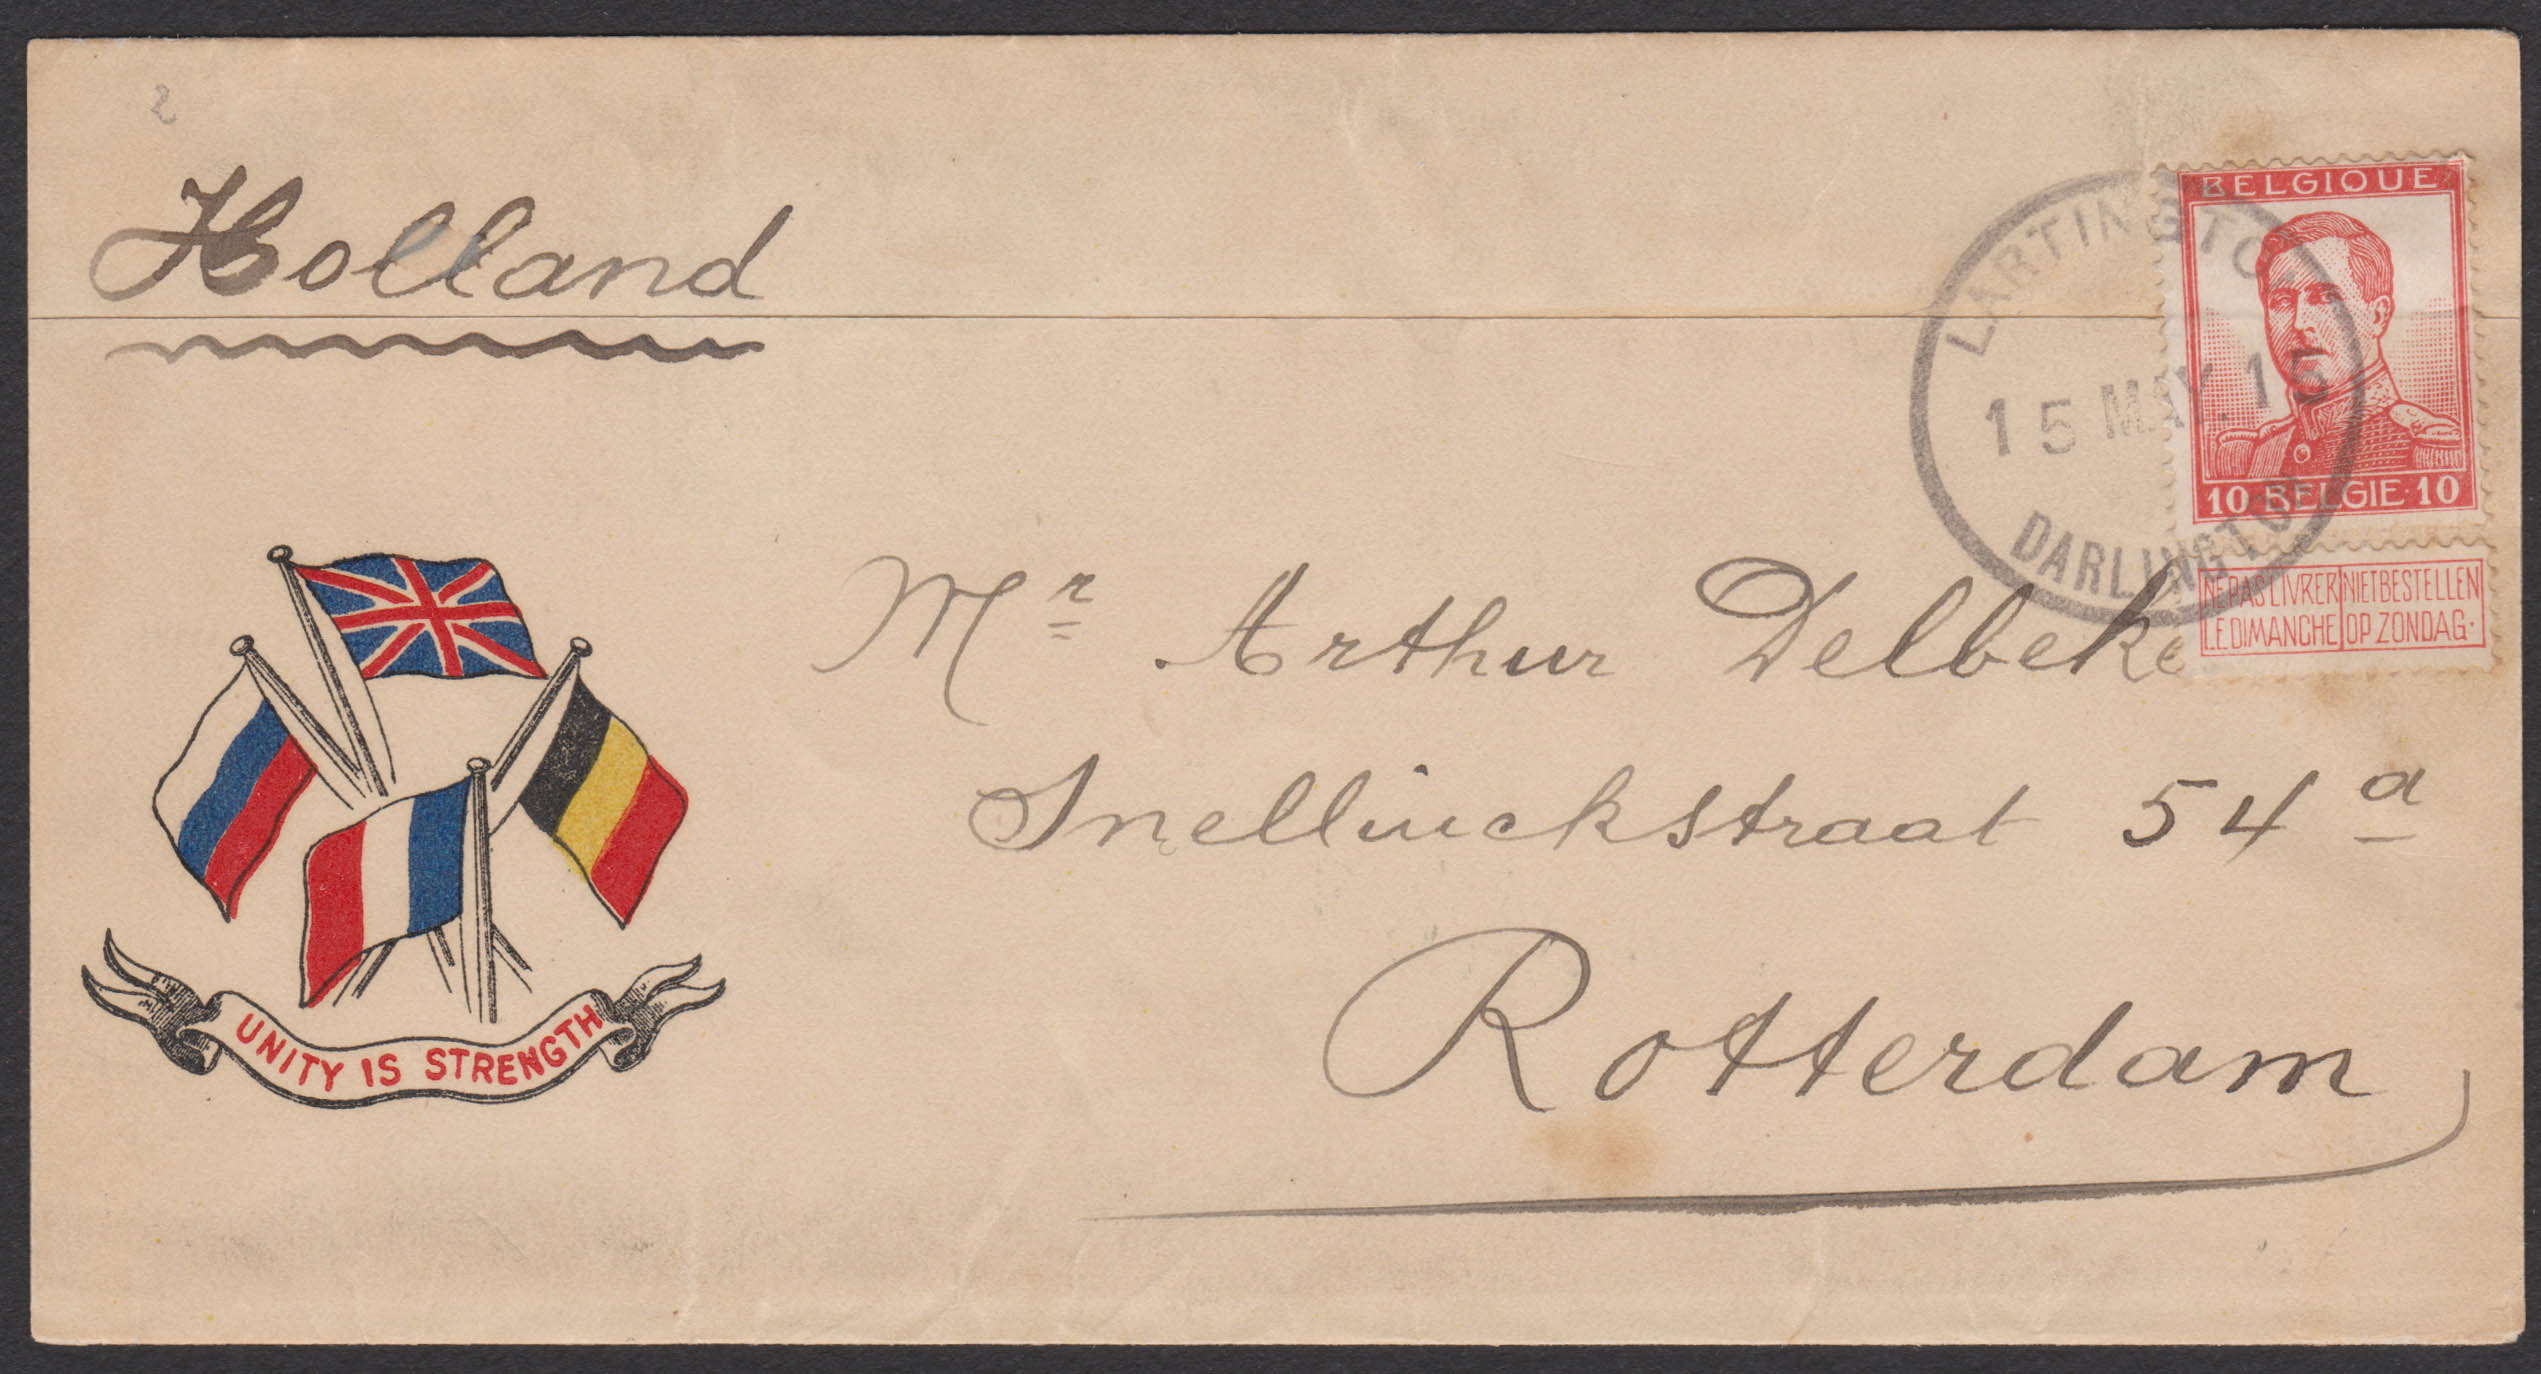 2
Holland
BELGIQUE
10 BELGIE · 10
NE PAS LIVRER
LE DIMANCHE
NIET BESTELLEN
OP ZONDAG.
LARTINGTON
15 MAY. 15
DARLINGTON
Mr Arthur Delbeke
Snellinckstraat 54a
Rotterdam
UNITY IS STRENGTH